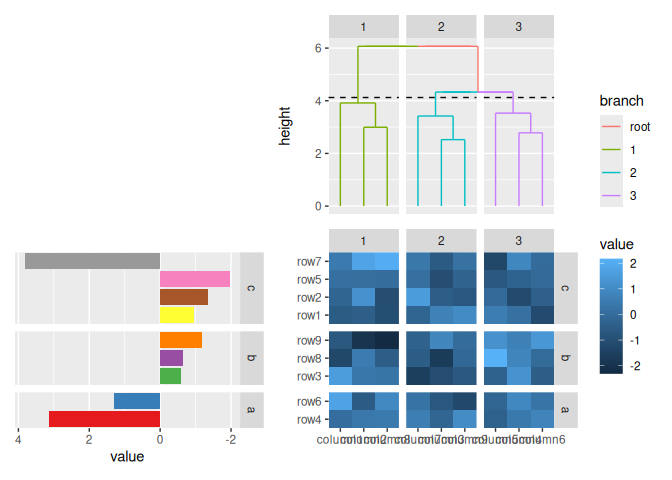 1 2 3
6
4
2
0
height
branch
root
1
2
3
1 2 3
row7
row5
row2
row1
row9
row8
row3
row6
row4
c
b
a
c
b
a
4 2 0 -2
value
value
2
1
0
-1
-2